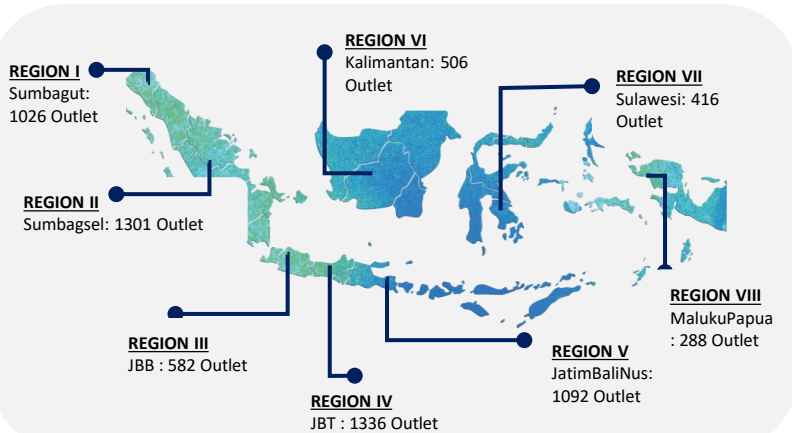 REGION I
Sumbagut:
1026 Outlet
REGION II
Sumbagsel: 1301 Outlet
REGION III
JBB : 582 Outlet
REGION IV
JBT : 1336 Outlet
REGION V
JatimBaliNus:
1092 Outlet
REGION VI
Kalimantan: 506
Outlet
REGION VII
Sulawesi: 416
Outlet
REGION VIII
MalukuPapua
: 288 Outlet